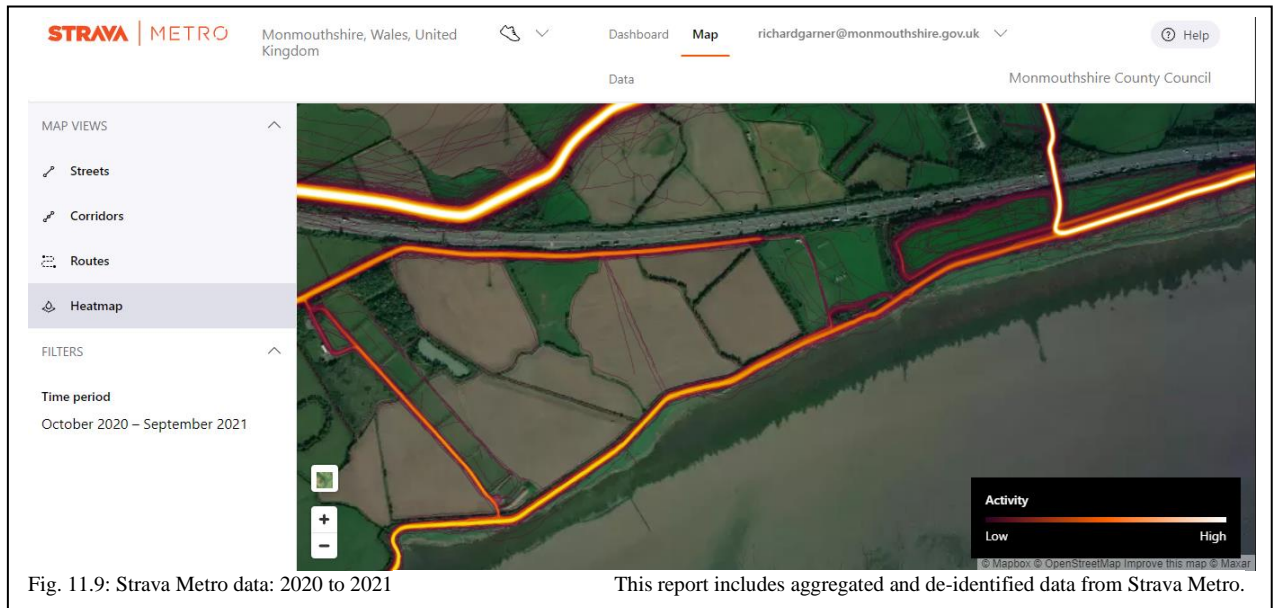 STRAVA | METRO
Monmouthshire, Wales, United
Kingdom
Dashboard
Map
richardgarner@monmouthshire.gov.uk
Help
Data
Monmouthshire County Council
MAP VIEWS
Streets
Corridors
Routes
Heatmap
FILTERS
Time period
October 2020 – September 2021
+
−
Activity
Low
High
© Mapbox © OpenStreetMap Improve this map © Maxar
Fig. 11.9: Strava Metro data: 2020 to 2021
This report includes aggregated and de-identified data from Strava Metro.